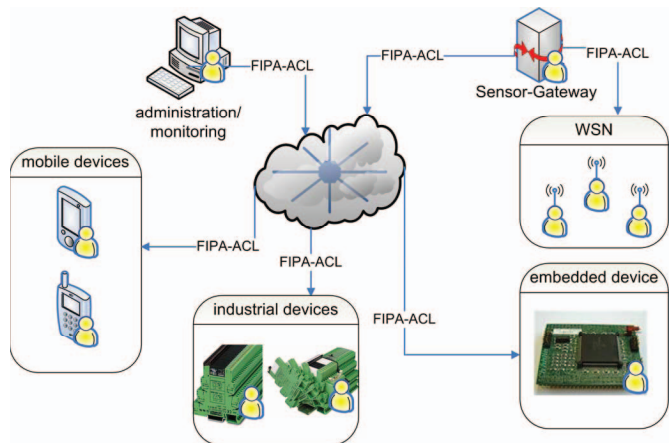 FIPA-ACL
FIPA-ACL
FIPA-ACL
administration/
monitoring
Sensor-Gateway
WSN
mobile devices
FIPA-ACL
FIPA-ACL
industrial devices
FIPA-ACL
embedded device